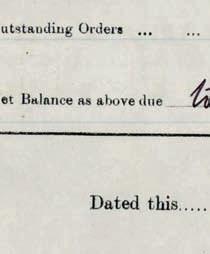 utstanding Orders ... ...
et Balance as above due
Dated this.....